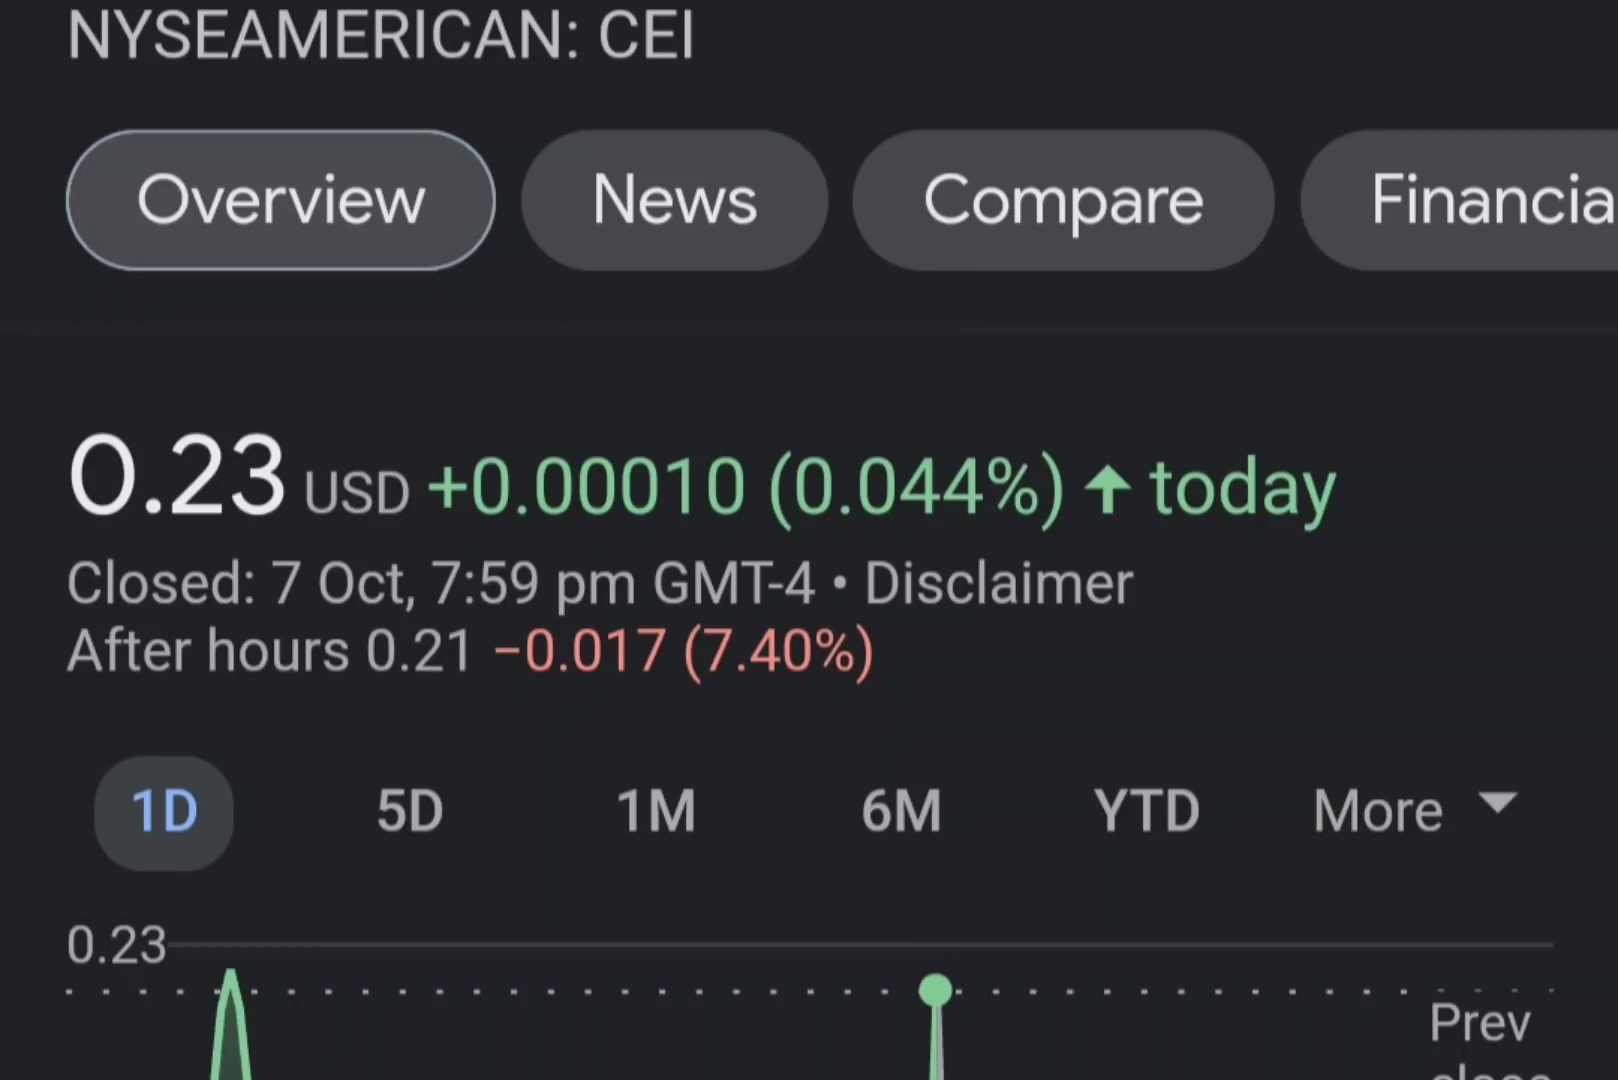 NYSEAMERICAN: CEI
Overview News Compare Financia
0.23 USD +0.00010 (0.044%) ↑ today
Closed: 7 Oct, 7:59 pm GMT-4 • Disclaimer
After hours 0.21 −0.017 (7.40%)
1D 5D 1M 6M YTD More
0.23
Prev
close